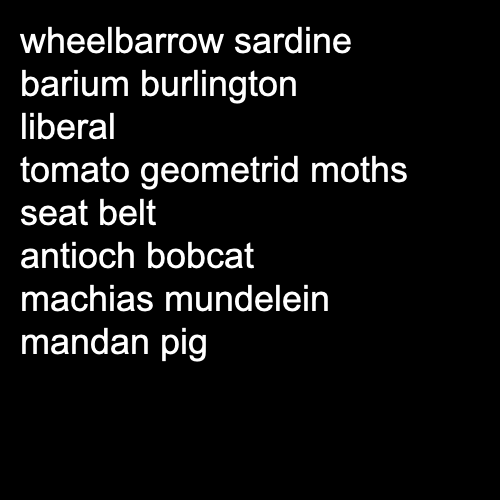 wheelbarrow sardine
barium burlington
liberal
tomato geometrid moths
seat belt
antioch bobcat
machias mundelein
mandan pig